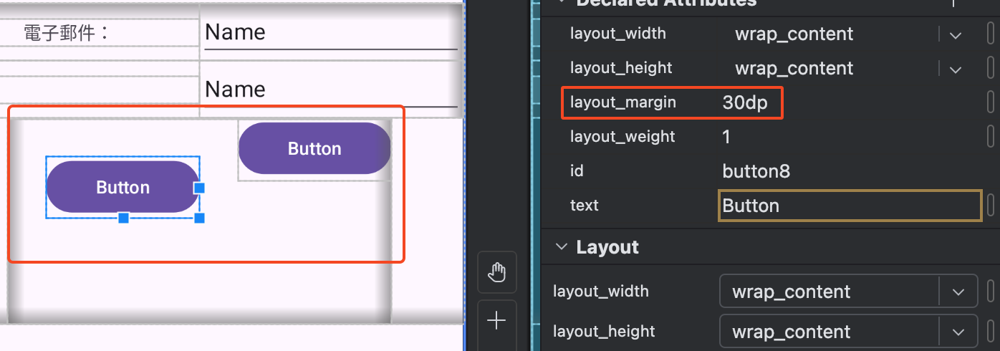 Declared Attributes
電子郵件：
Name
Name
Button
Button
layout_width
wrap_content
layout_height
wrap_content
layout_margin
30dp
layout_weight
1
id
button8
text
Button
Layout
layout_width
wrap_content
layout_height
wrap_content